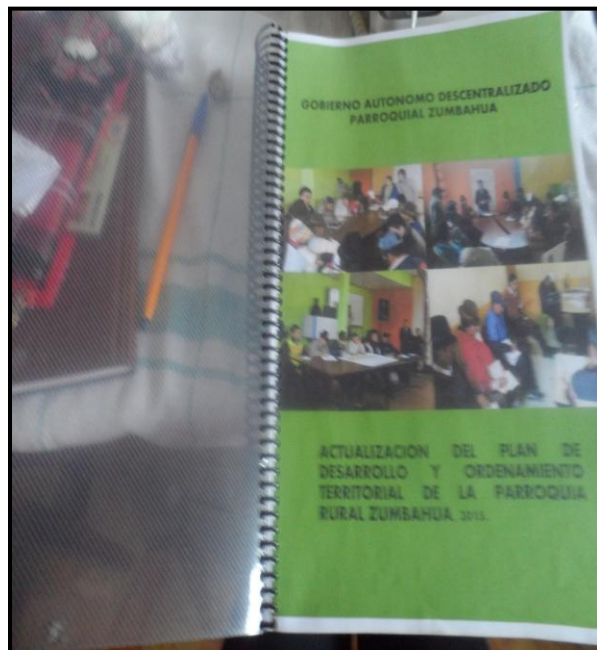 GOBIERNO AUTONOMO DESCENTRALIZADO
PARROQUIAL ZUMBAHUA
ACTUALIZACION DEL PLAN DE
DESARROLLO Y ORDENAMIENTO
TERRITORIAL DE LA PARROQUIA
RURAL ZUMBAHUA, 2015.